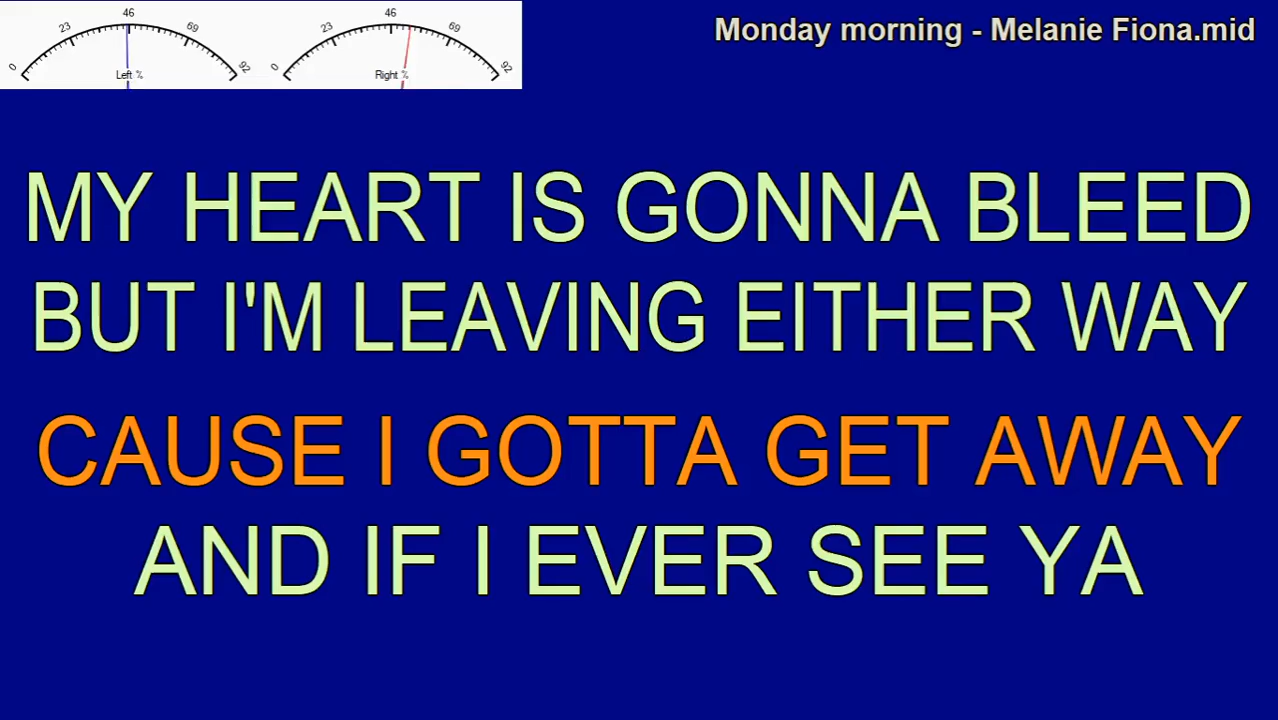 0 23 46 69 92
Left %
0 23 46 69 92
Right %
Monday morning - Melanie Fiona.mid
MY HEART IS GONNA BLEED
BUT I'M LEAVING EITHER WAY
CAUSE I GOTTA GET AWAY
AND IF I EVER SEE YA